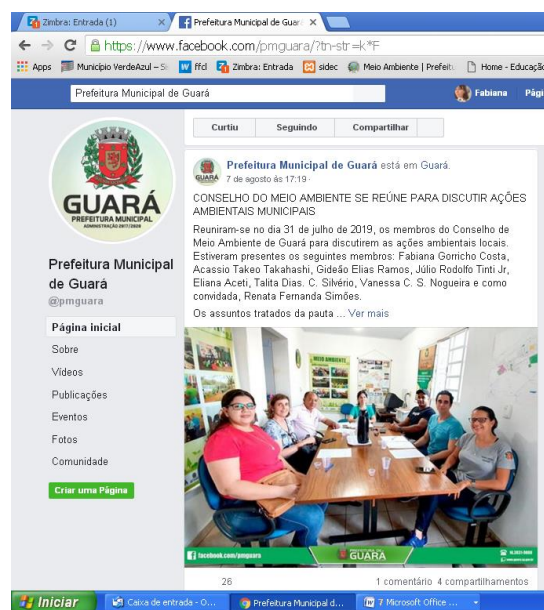 Zimbra: Entrada (1)
Prefeitura Municipal de Guar
https://www.facebook.com/pmguara/?tn-str=k*F
Apps Município VerdeAzul – Si ffcl Zimbra: Entrada sidec Meio Ambiente | Prefeitu Home - Educação
Prefeitura Municipal de Guará
Fabiana Pági
Curtiu Seguindo Compartilhar
GUARÁ
PREFEITURA MUNICIPAL
ADMINISTRAÇÃO 2017/2020
Prefeitura Municipal
de Guará
@pmguara
Página inicial
Sobre
Vídeos
Publicações
Eventos
Fotos
Comunidade
Criar uma Página
GUARÁ
Prefeitura Municipal de Guará está em Guará.
7 de agosto às 17:19 ·
CONSELHO DO MEIO AMBIENTE SE REÚNE PARA DISCUTIR AÇÕES
AMBIENTAIS MUNICIPAIS
Reuniram-se no dia 31 de julho de 2019, os membros do Conselho de
Meio Ambiente de Guará para discutirem as ações ambientais locais.
Estiveram presentes os seguintes membros: Fabiana Gorricho Costa,
Acassio Takeo Takahashi, Gideão Elias Ramos, Júlio Rodolfo Tinti Jr,
Eliana Aceti, Talita Dias. C. Silvério, Vanessa C. S. Nogueira e como
convidada, Renata Fernanda Simões.
Os assuntos tratados da pauta ... Ver mais
MEIO AMBIENTE
facebook.com/pmguara
GUARÁ
26
1 comentário 4 compartilhamentos
Iniciar
Caixa de entrada - O...
Prefeitura Municipal d...
7 Microsoft Office ...